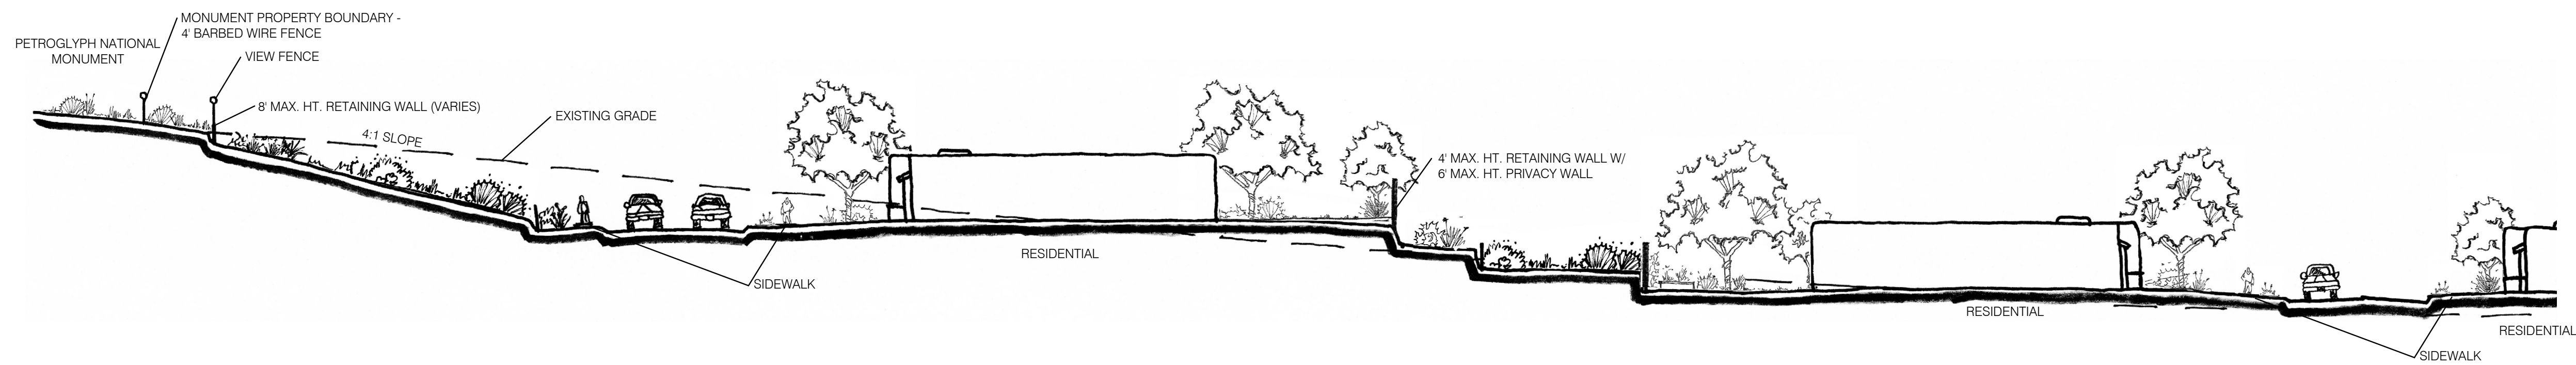 MONUMENT PROPERTY BOUNDARY -
4' BARBED WIRE FENCE
PETROGLYPH NATIONAL
MONUMENT
VIEW FENCE
8' MAX. HT. RETAINING WALL (VARIES)
4:1 SLOPE
EXISTING GRADE
4' MAX. HT. RETAINING WALL W/
6' MAX. HT. PRIVACY WALL
RESIDENTIAL
SIDEWALK
RESIDENTIAL
RESIDENTIAL
SIDEWALK